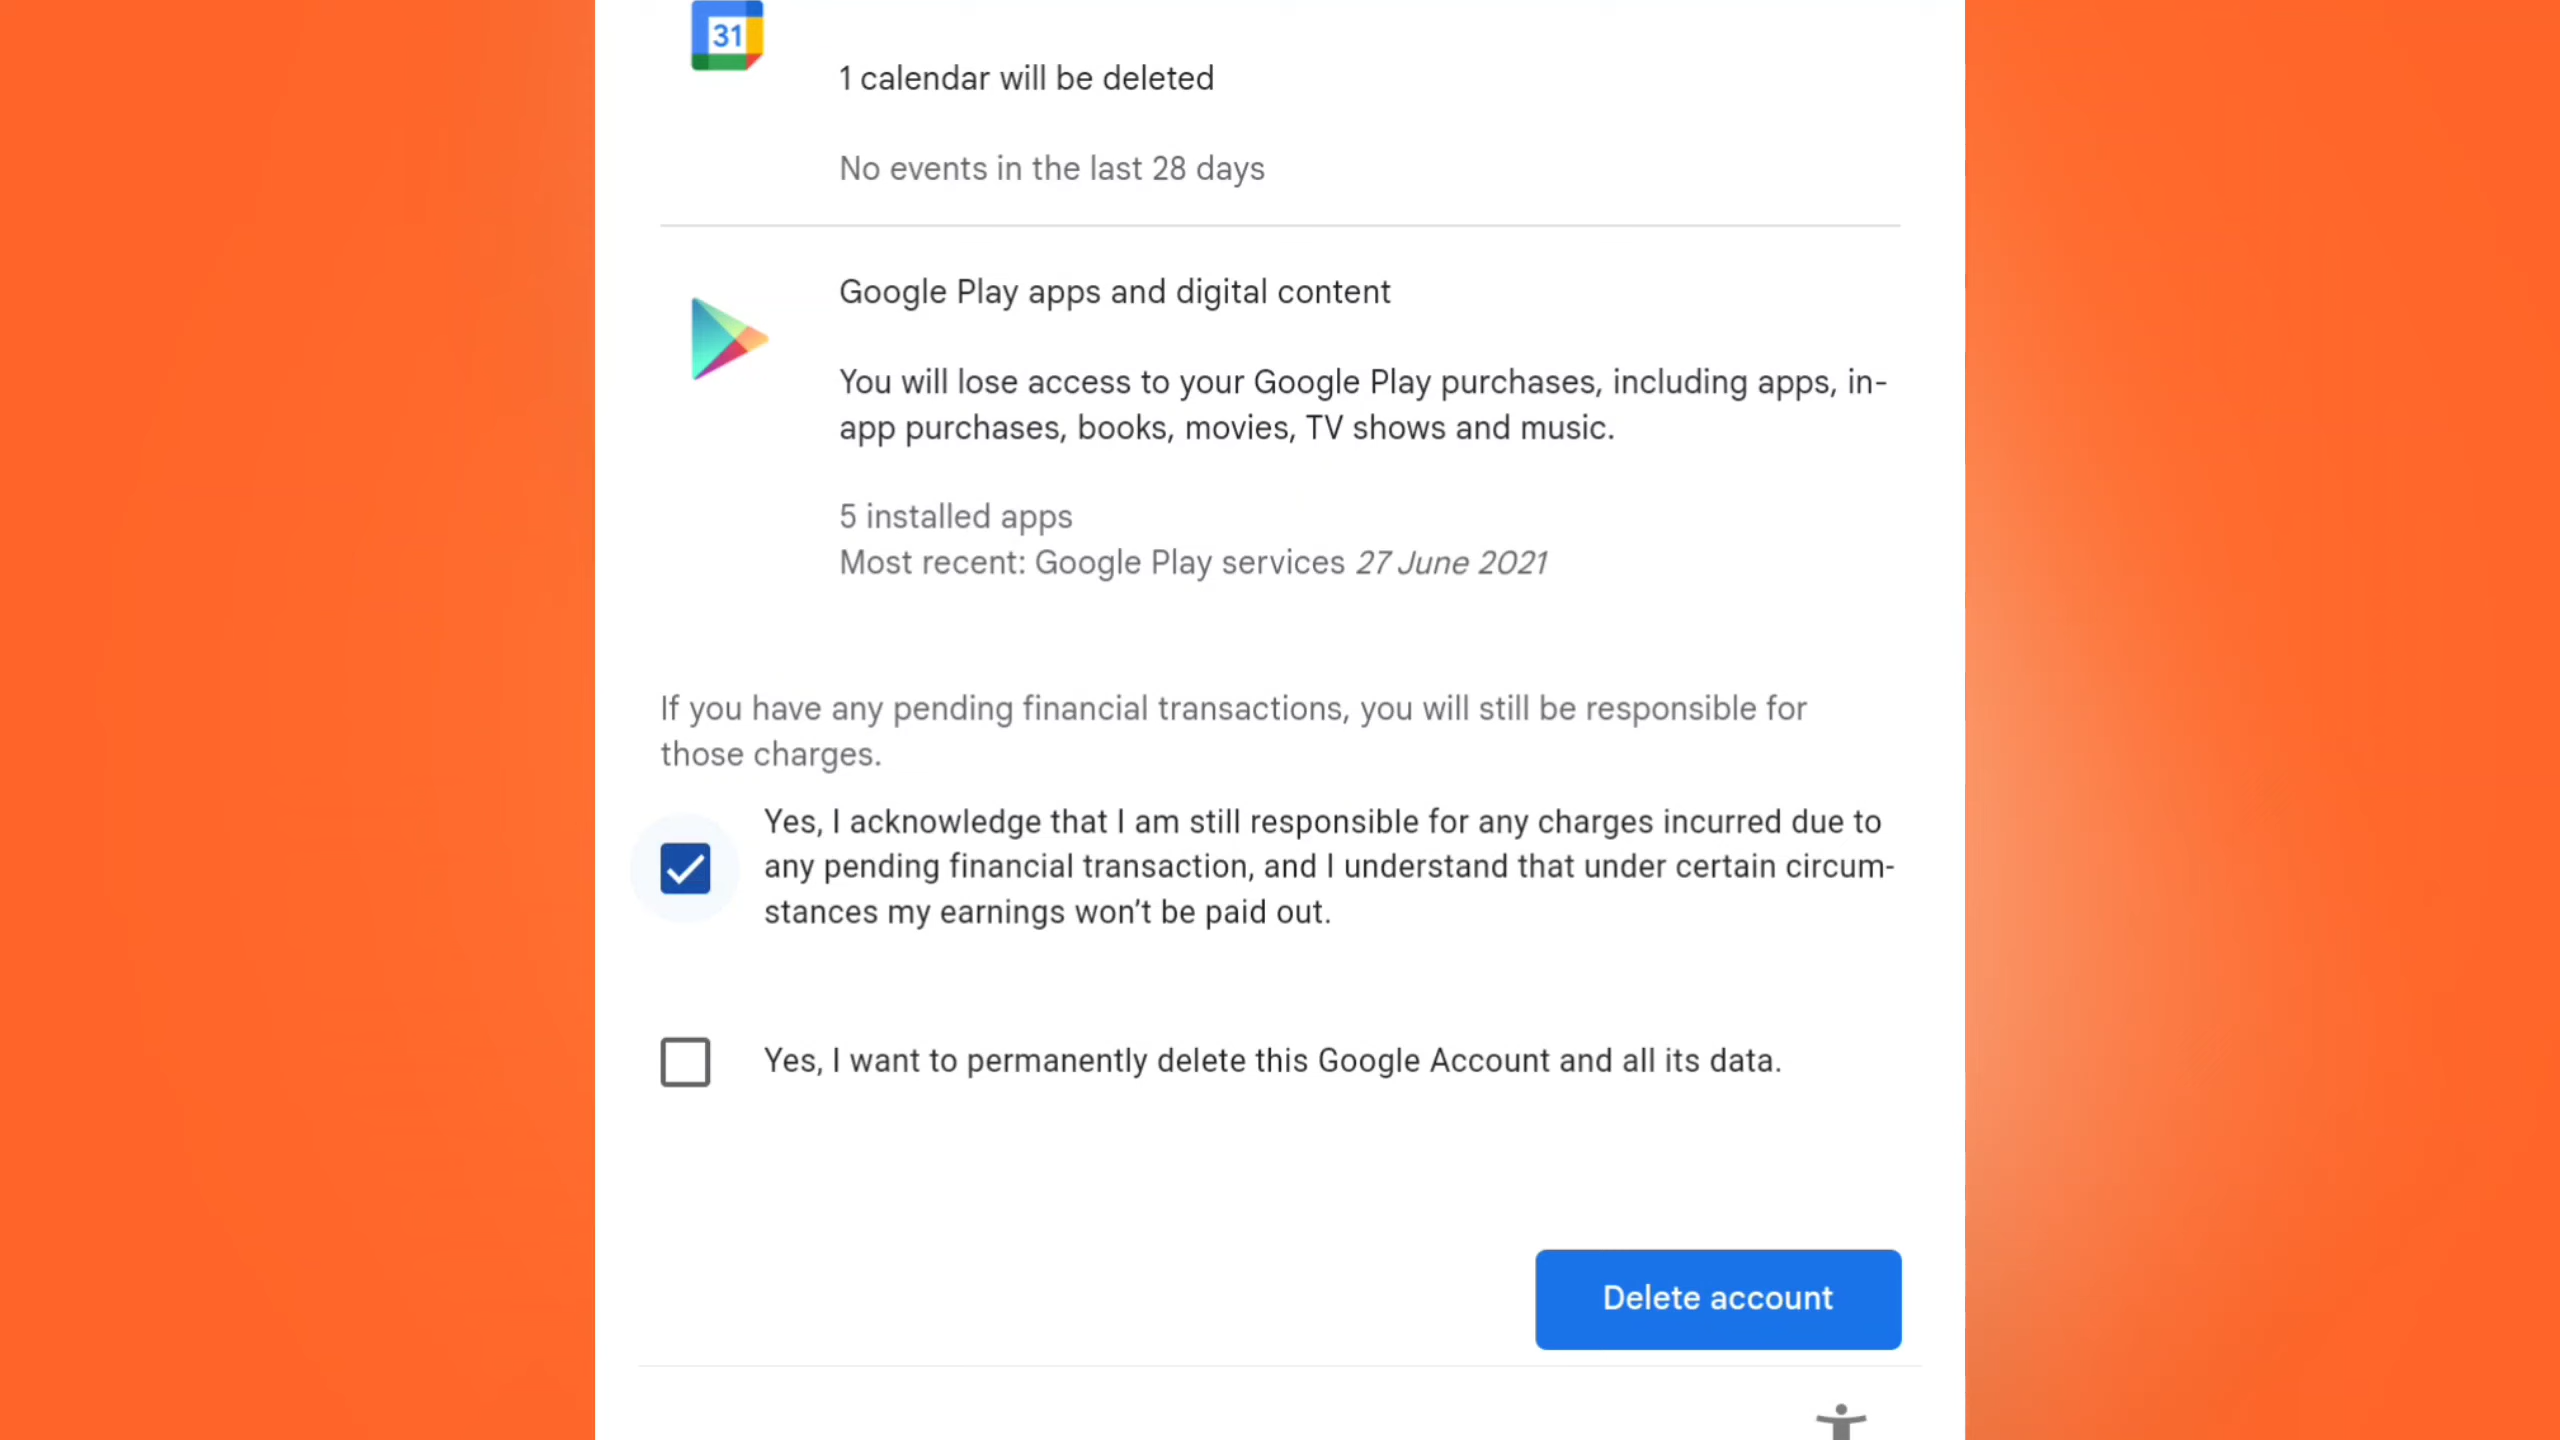 31
1 calendar will be deleted
No events in the last 28 days
Google Play apps and digital content
You will lose access to your Google Play purchases, including apps, in-
app purchases, books, movies, TV shows and music.
5 installed apps
Most recent: Google Play services 27 June 2021
If you have any pending financial transactions, you will still be responsible for
those charges.
Yes, I acknowledge that I am still responsible for any charges incurred due to
any pending financial transaction, and I understand that under certain circum-
stances my earnings won’t be paid out.
Yes, I want to permanently delete this Google Account and all its data.
Delete account